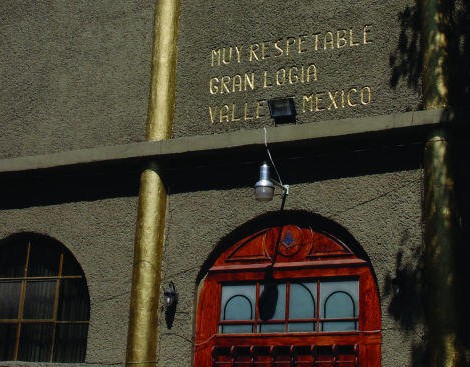 MUY RESPETABLE
GRAN LOGIA
VALLE MEXICO